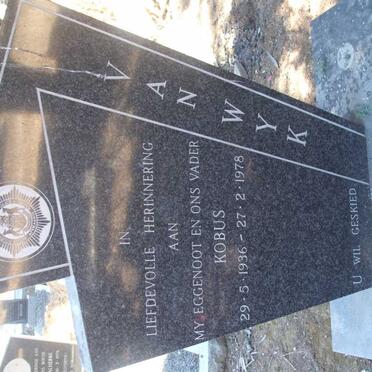 VAN WYK
IN
LIEFDEVOLLE HERINNERING
AAN
MY EGGENOOT EN ONS VADER
KOBUS
29·5·1936 – 27·2·1978
U WIL GESKIED